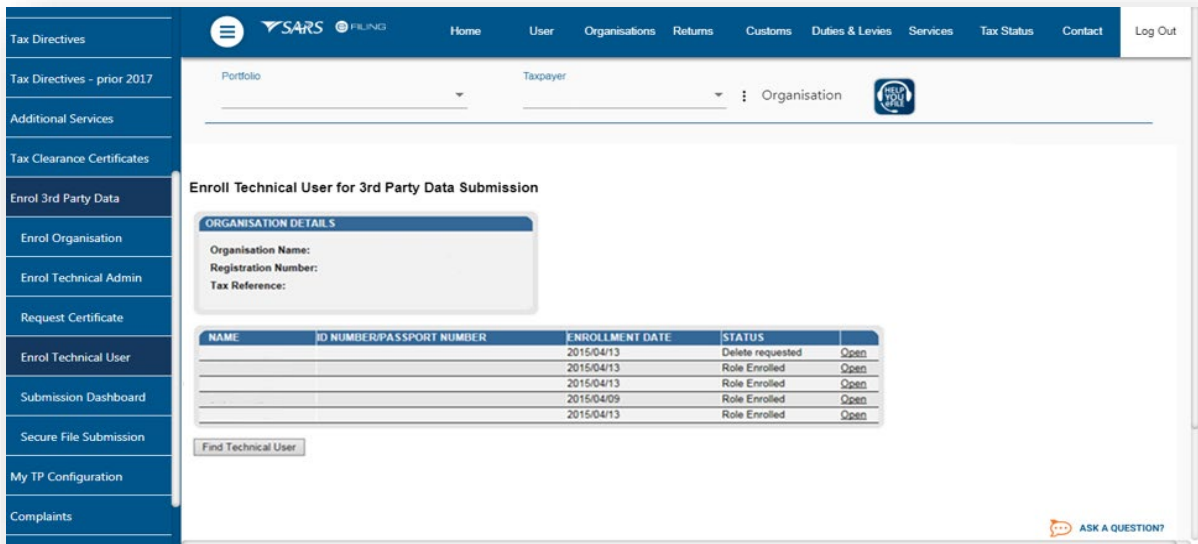 Tax Directives
Tax Directives - prior 2017
Additional Services
Tax Clearance Certificates
Enrol 3rd Party Data
Enrol Organisation
Enrol Technical Admin
Request Certificate
Enrol Technical User
Submission Dashboard
Secure File Submission
My TP Configuration
Complaints
SARS eFILING
Home User Organisations Returns Customs Duties & Levies Services Tax Status Contact Log Out
Portfolio Taxpayer
Organisation
HELP YOU eFILE
Enroll Technical User for 3rd Party Data Submission
ORGANISATION DETAILS
Organisation Name:
Registration Number:
Tax Reference:
NAME ID NUMBER/PASSPORT NUMBER ENROLLMENT DATE STATUS
2015/04/13 Delete requested Open
2015/04/13 Role Enrolled Open
2015/04/13 Role Enrolled Open
2015/04/09 Role Enrolled Open
2015/04/13 Role Enrolled Open
Find Technical User
ASK A QUESTION?